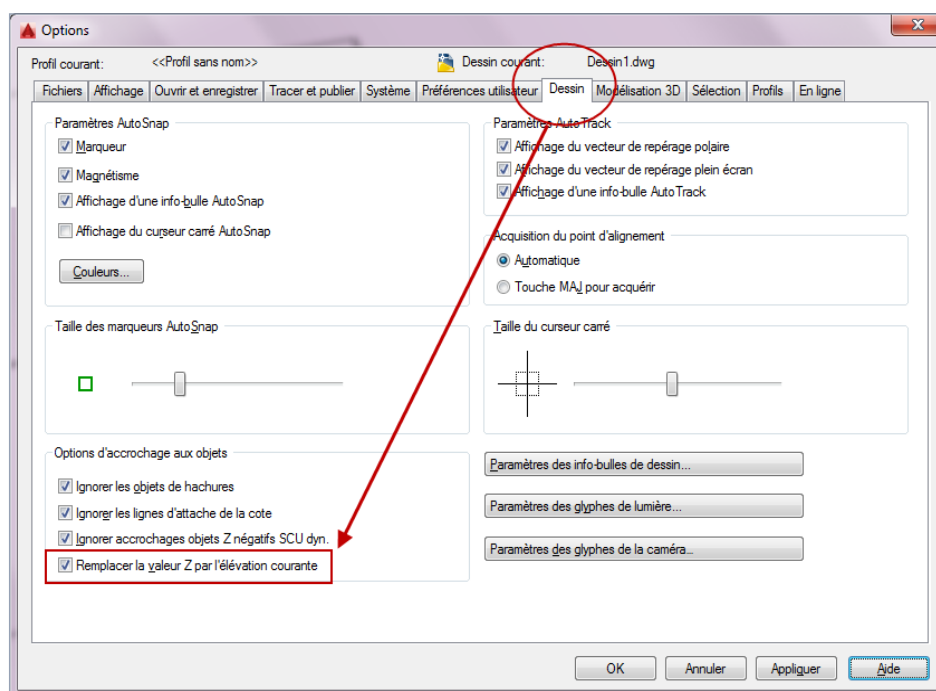 Options
Profil courant: <<Profil sans nom>> Dessin courant: Dessin1.dwg
Fichiers Affichage Ouvrir et enregistrer Tracer et publier Système Préférences utilisateur Dessin Modélisation 3D Sélection Profils En ligne
Paramètres AutoSnap
Marqueur
Magnétisme
Affichage d'une info-bulle AutoSnap
Affichage du curseur carré AutoSnap
Couleurs...
Paramètres AutoTrack
Affichage du vecteur de repérage polaire
Affichage du vecteur de repérage plein écran
Affichage d'une info-bulle AutoTrack
Acquisition du point d'alignement
Automatique
Touche MAJ pour acquérir
Taille des marqueurs AutoSnap
Taille du curseur carré
Options d'accrochage aux objets
Ignorer les objets de hachures
Ignorer les lignes d'attache de la cote
Ignorer accrochages objets Z négatifs SCU dyn.
Remplacer la valeur Z par l'élévation courante
Paramètres des info-bulles de dessin...
Paramètres des glyphes de lumière...
Paramètres des glyphes de la caméra...
OK Annuler Appliquer Aide